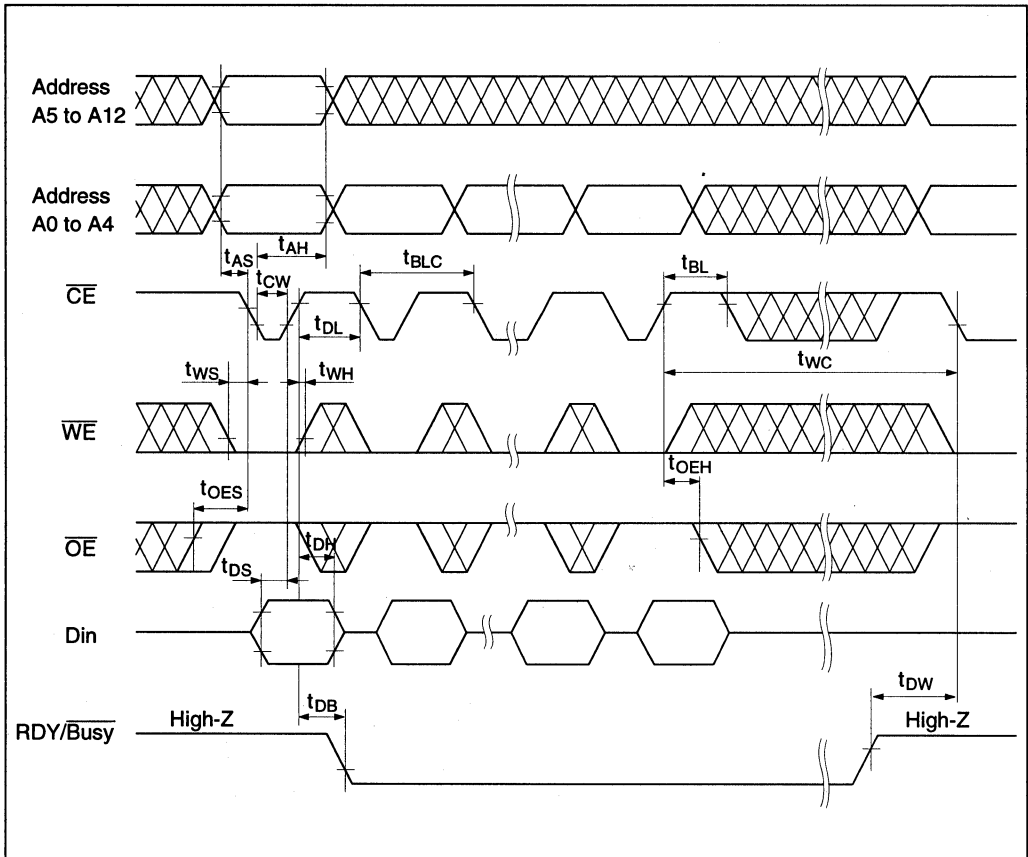 Address
A5 to A12
Address
A0 to A4
tAS
tAH
tCW
tBLC
tBL
CE
tDL
tWC
tWS
tWH
WE
tOES
tOEH
OE
tDH
tDS
Din
tDB
tDW
RDY/Busy
High-Z
High-Z